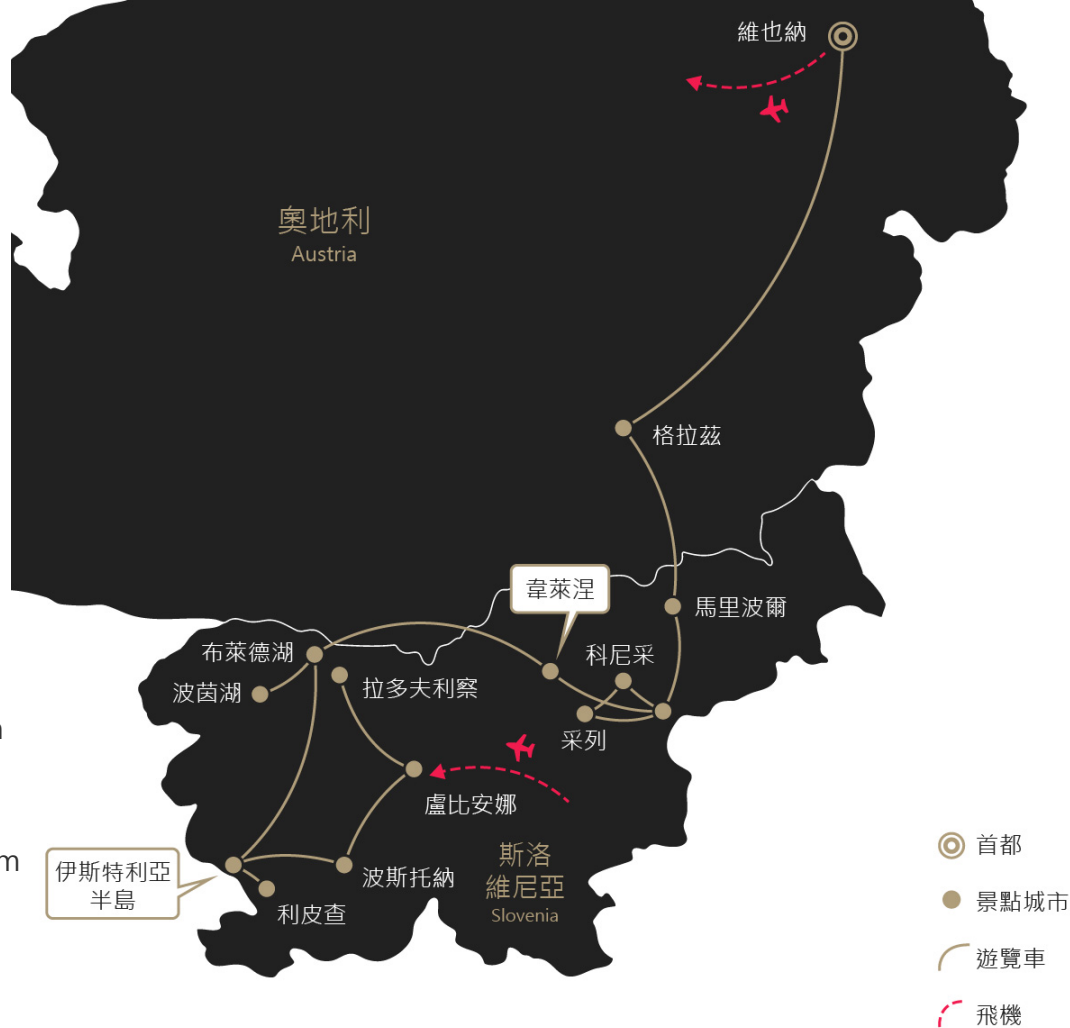 維也納
奧地利
Austria
格拉茲
韋萊涅
馬里波爾
科尼采
布萊德湖
波茵湖
拉多夫利察
采列
盧比安娜
伊斯特利亞
半島
波斯托納
利皮查
斯洛
維尼亞
Slovenia
m
首都
景點城市
遊覽車
飛機